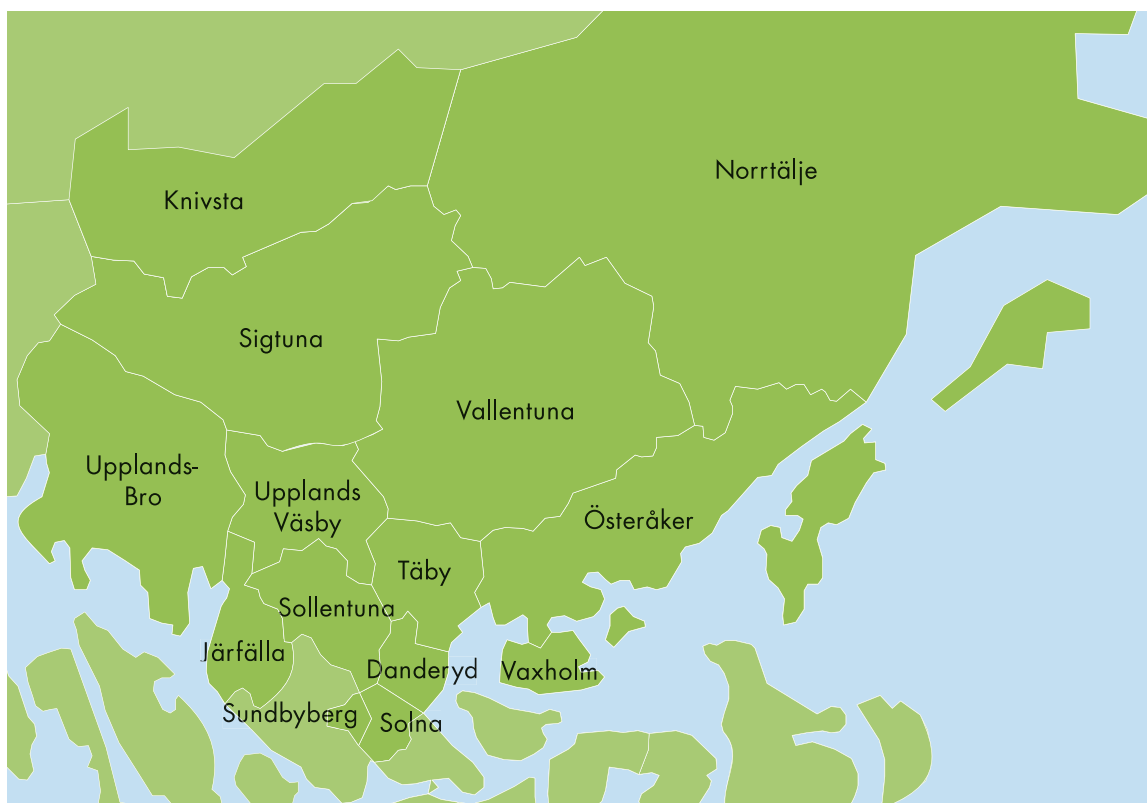 Norrtälje
Knivsta
Sigtuna
Vallentuna
Upplands-
Bro
Upplands
Väsby
Österåker
Täby
Sollentuna
Järfälla
Danderyd
Vaxholm
Sundbyberg
Solna